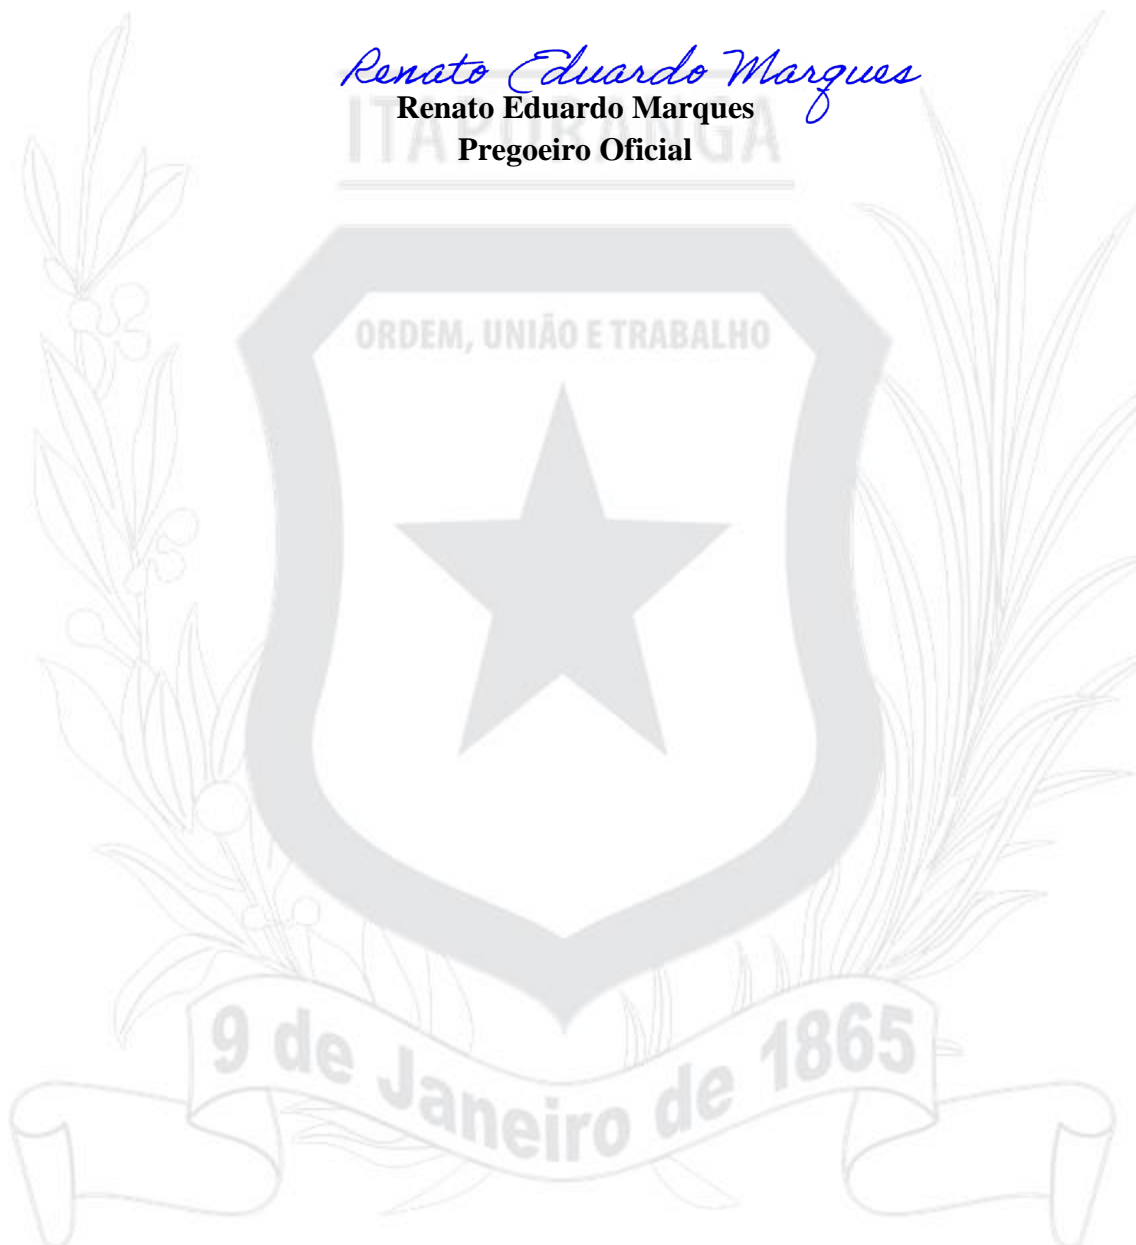 Renato Eduardo Marques
Renato Eduardo Marques
ITAPORANGA
Pregoeiro Oficial
ORDEM, UNIÃO E TRABALHO
9 de Janeiro de 1865